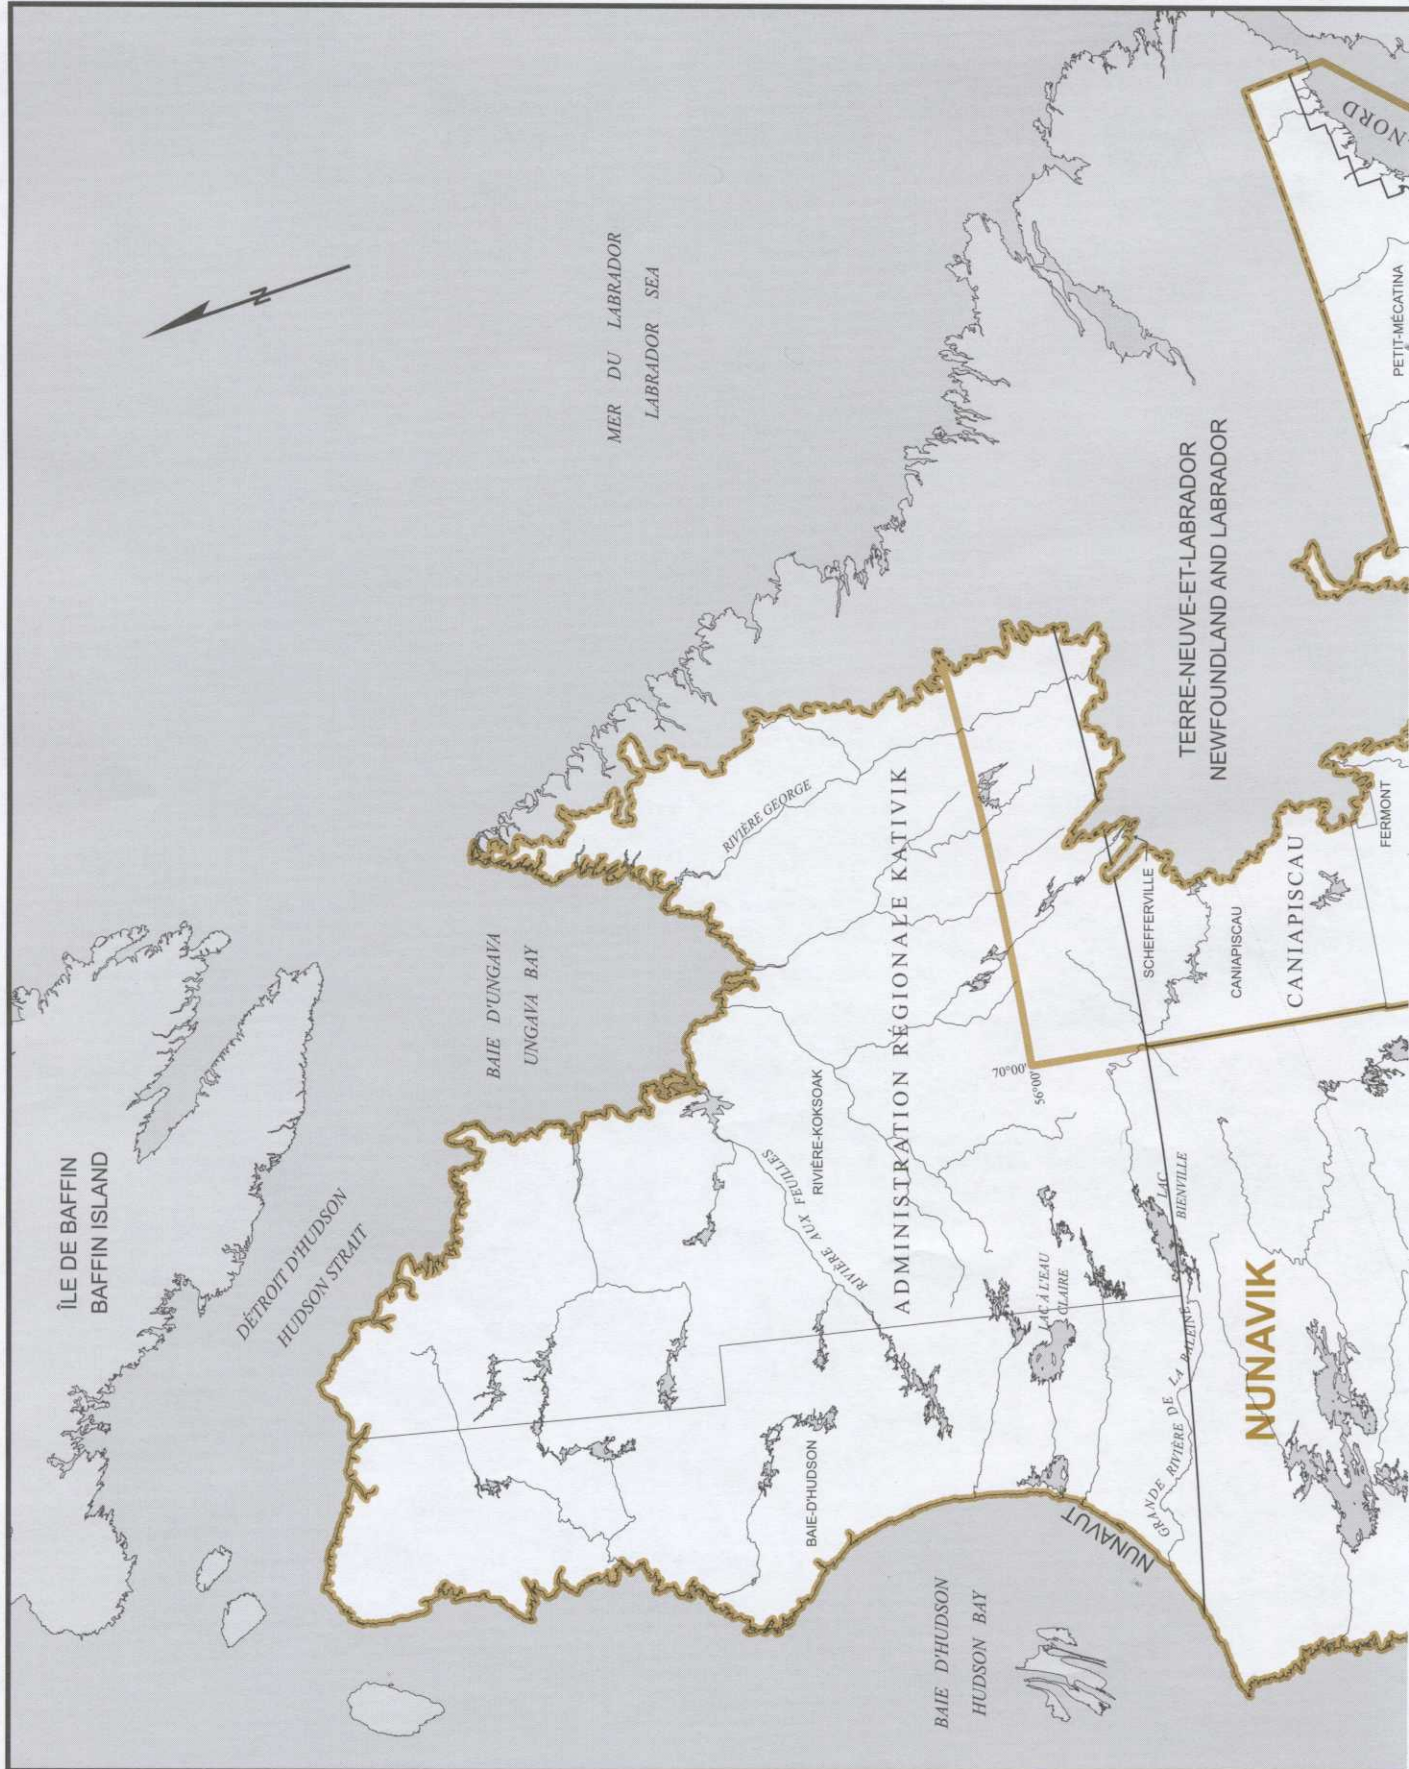 ÎLE DE BAFFIN
BAFFIN ISLAND
DÉTROIT D'HUDSON
HUDSON STRAIT
N
MER DU LABRADOR
LABRADOR SEA
BAIE D'UNGAVA
UNGAVA BAY
RIVIÈRE GEORGE
RIVIÈRE AUX FEUILLES
RIVIÈRE-KOKSOAK
ADMINISTRATION RÉGIONALE KATIVIK
BAIE-D'HUDSON
BAIE D'HUDSON
HUDSON BAY
NUNAVUT
LAC À L'EAU
CLAIRE
70°00'
56°00'
LAC
BIENVILLE
GRANDE RIVIÈRE DE LA BALEINE
NUNAVIK
SCHEFFERVILLE
CANIAPISCAU
CANIAPISCAU
FERMONT
TERRE-NEUVE-ET-LABRADOR
NEWFOUNDLAND AND LABRADOR
PETIT-MÉCATINA
-NORD